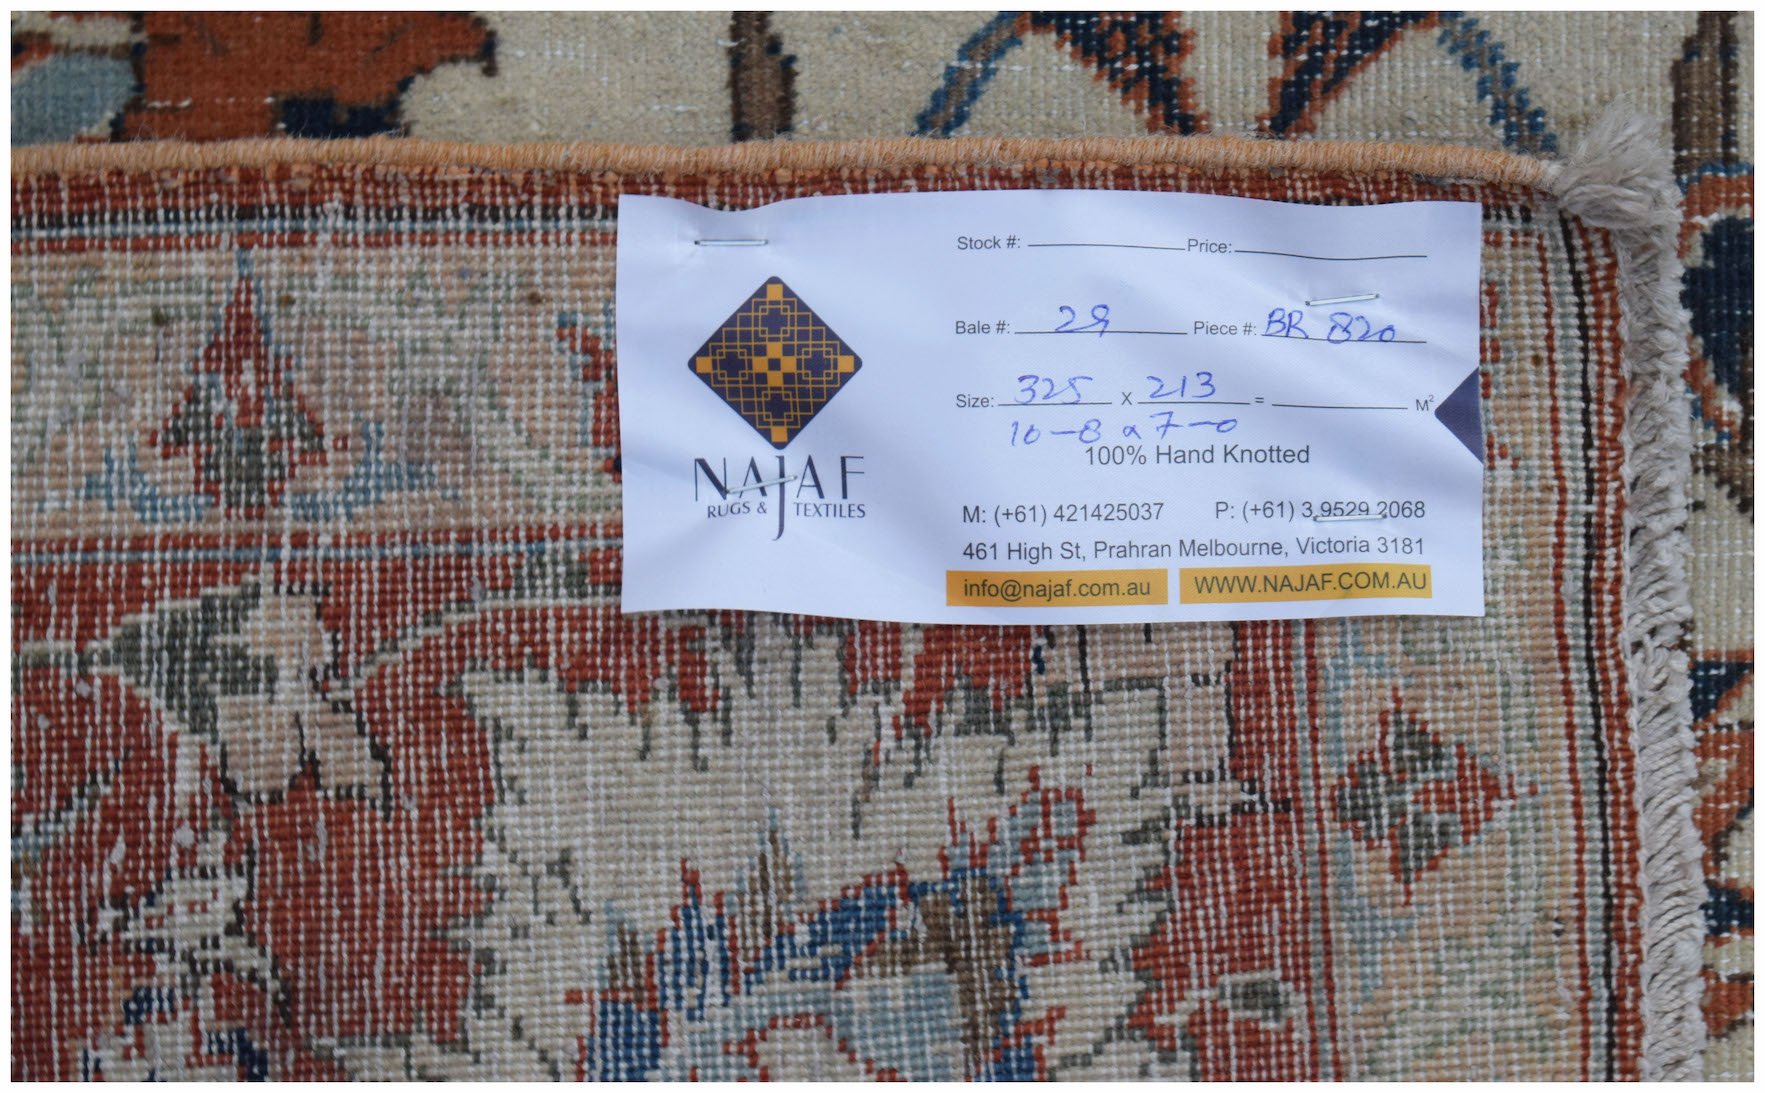 NAJAF
RUGS & TEXTILES
Stock #: Price:
Bale #: 29 Piece #: BR 820
Size: 325 X 213 = M²
10-8 x 7-0
100% Hand Knotted
M: (+61) 421425037 P: (+61) 3 9529 2068
461 High St, Prahran Melbourne, Victoria 3181
info@najaf.com.au WWW.NAJAF.COM.AU